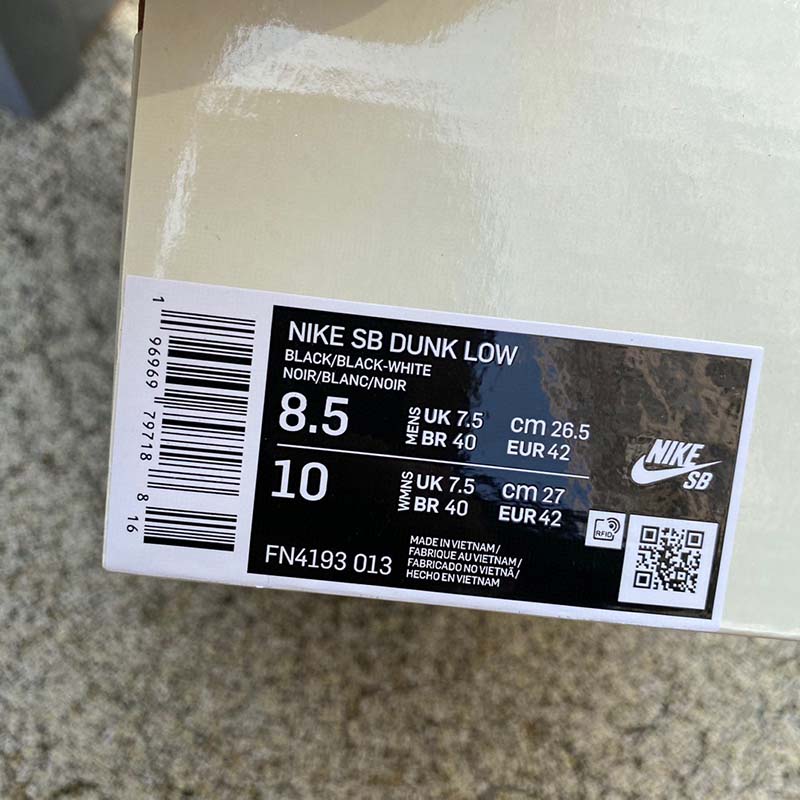 NIKE SB DUNK LOW
BLACK/BLACK-WHITE
NOIR/BLANC/NOIR
8.5 MENS UK 7.5 cm 26.5
BR 40 EUR 42
10 WMNS UK 7.5 cm 27
BR 40 EUR 42
FN4193 013
MADE IN VIETNAM/
FABRIQUE AU VIETNAM/
FABRICADO NO VIETNÃ/
HECHO EN VIETNAM
RFID
NIKE
SB
1 96969 79718 8 16